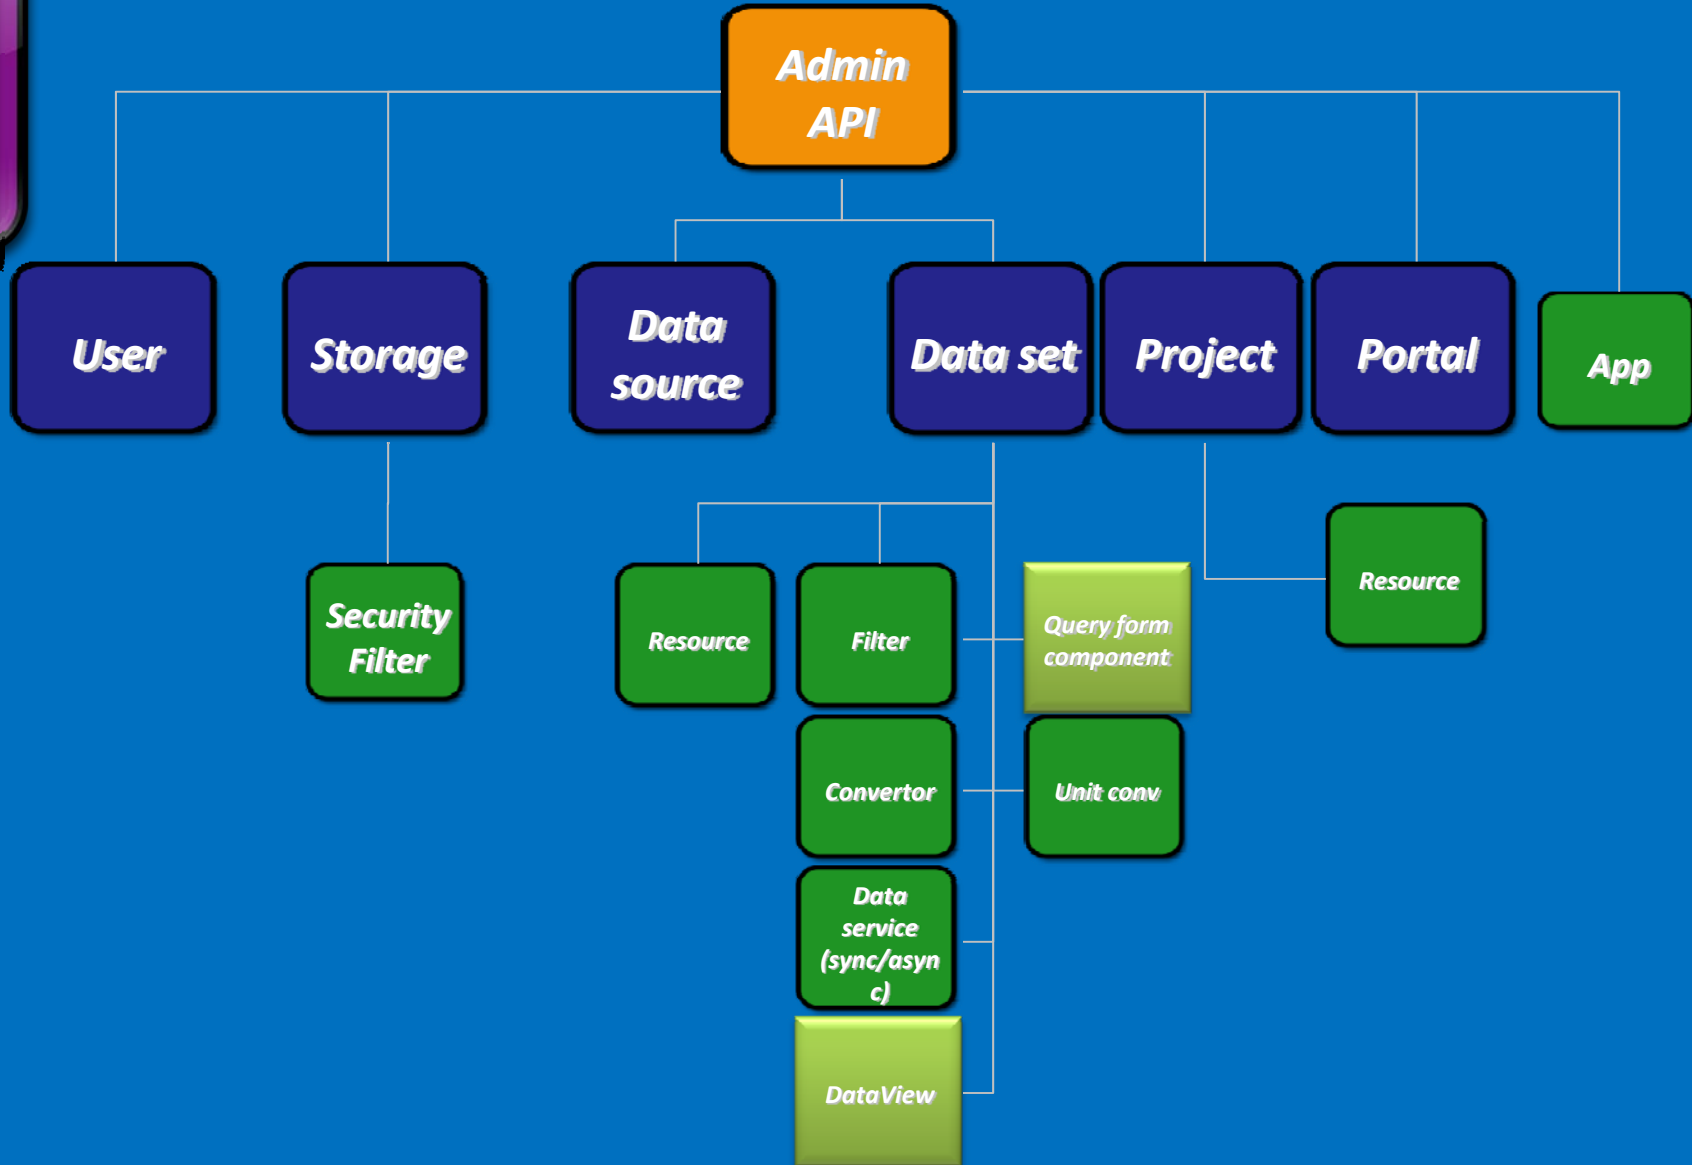 Admin
API
User
Storage
Data
source
Data set
Project
Portal
App
Security
Filter
Resource
Filter
Query form
component
Resource
Convertor
Unit conv
Data
service
(sync/asyn
c)
DataView